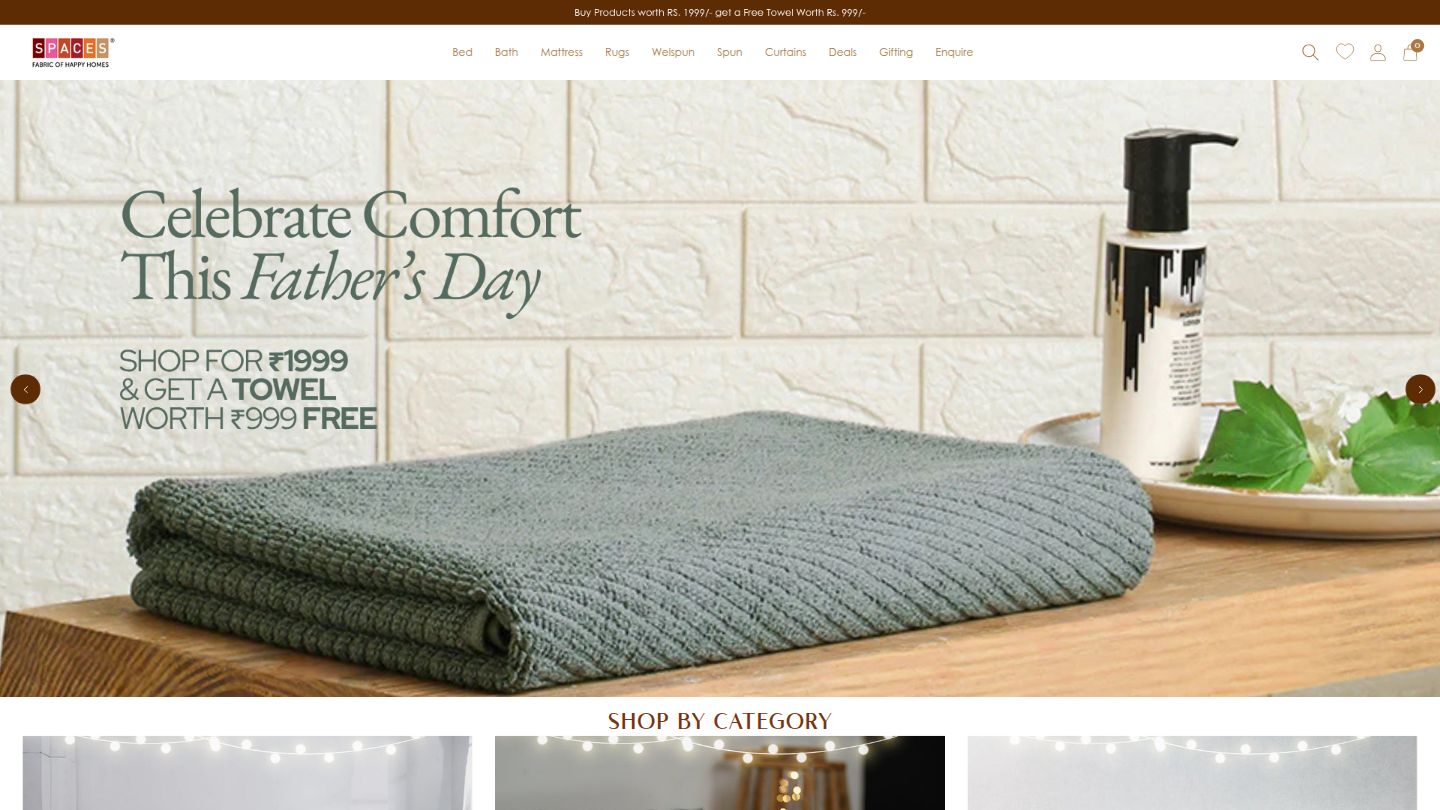 Buy Products worth RS. 1999/- get a Free Towel Worth Rs. 999/-
SPACES®
FABRIC OF HAPPY HOMES
Bed Bath Mattress Rugs Welspun Spun Curtains Deals Gifting Enquire
0
Celebrate Comfort
This Father's Day
SHOP FOR ₹1999
& GET A TOWEL
WORTH ₹999 FREE
LOTION
SHOP BY CATEGORY